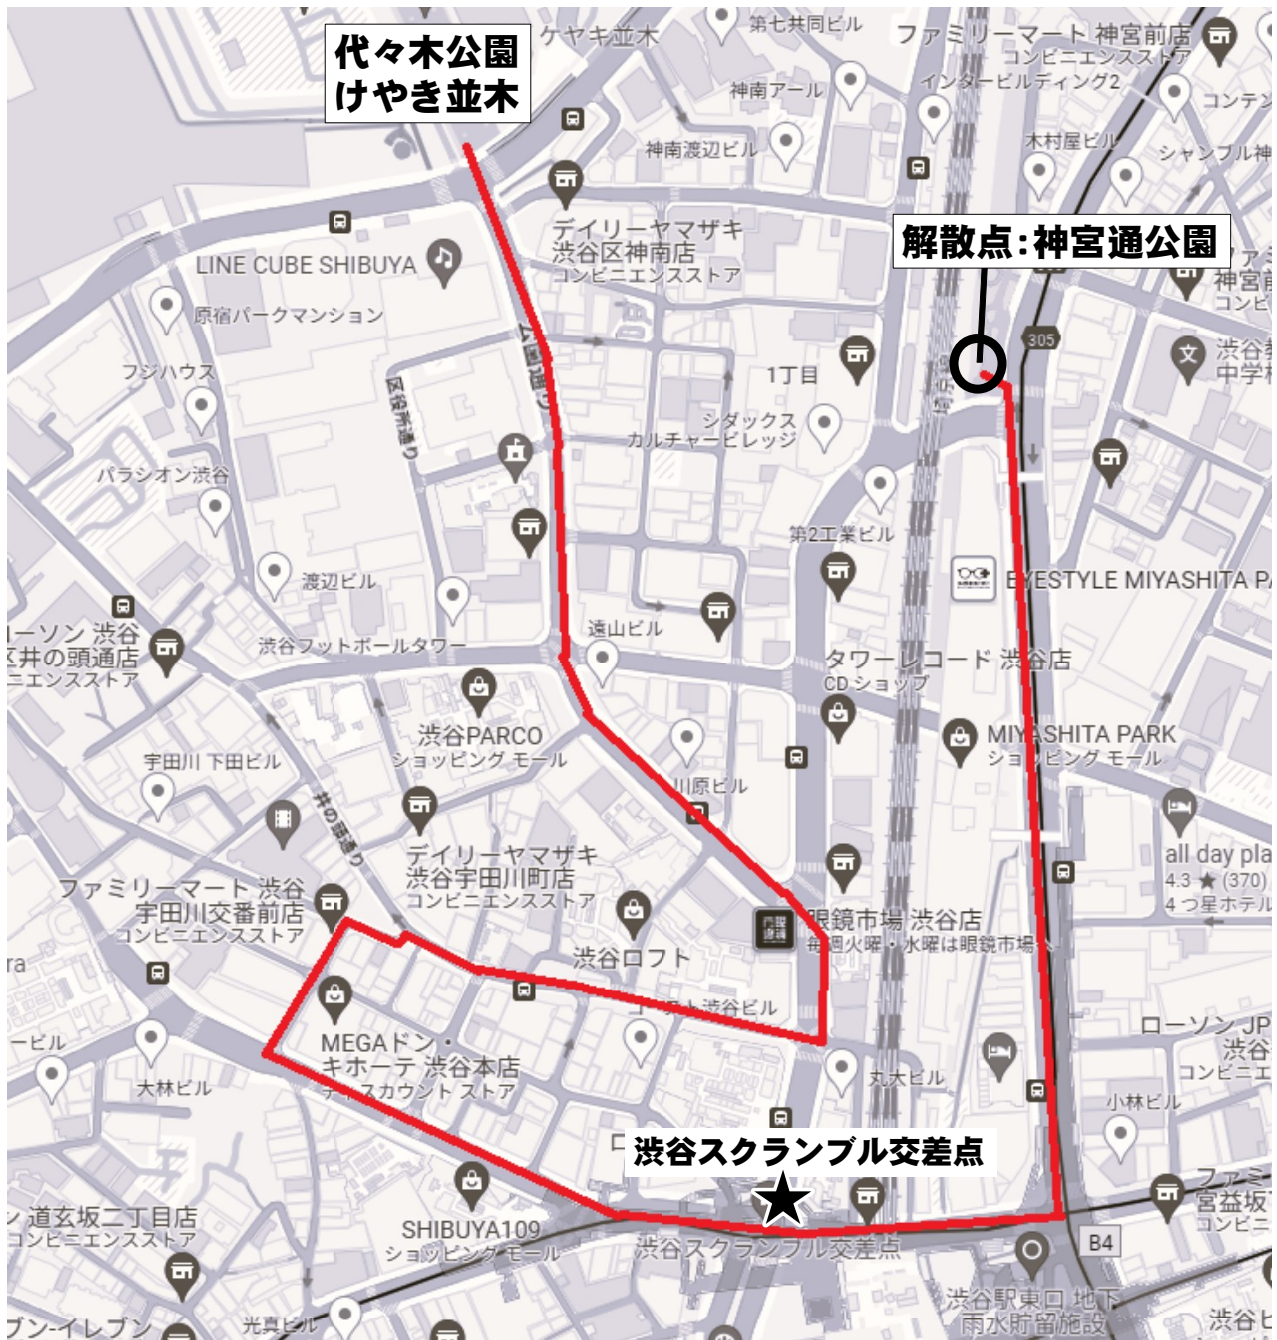 代々木公園
けやき並木
ケヤキ並木
第七共同ビル
ファミリーマート 神宮前店
コンビニエンスストア
インタービルディング2
神南アール
コンテン
神南渡辺ビル
木村屋ビル
シャンブル神
デイリーヤマザキ
渋谷区神南店
コンビニエンスストア
解散点:神宮通公園
LINE CUBE SHIBUYA
原宿パークマンション
ファミ
神宮前
コンビニ
305
フジハウス
公園通り
区役所通り
1丁目
埼京線
渋谷教
中学校
シダックス
カルチャービレッジ
パラシオン渋谷
第2工業ビル
渡辺ビル
EYESTYLE MIYASHITA PA
ローソン 渋谷
区井の頭通店
ニエンスストア
渋谷フットボールタワー
遠山ビル
タワーレコード 渋谷店
CD ショップ
渋谷PARCO
ショッピング モール
MIYASHITA PARK
ショッピング モール
宇田川 下田ビル
川原ビル
井の頭通り
デイリーヤマザキ
渋谷宇田川町店
コンビニエンスストア
all day pla
4.3 ★ (370)
4 つ星ホテル
ファミリーマート 渋谷
宇田川交番前店
コンビニエンスストア
眼鏡市場 渋谷店
毎週火曜・水曜は眼鏡市場
渋谷ロフト
ra
MEGAドン・
キホーテ 渋谷本店
ディスカウント ストア
ービル
大林ビル
丸大ビル
ローソン JP
渋谷
コンビニエ
小林ビル
渋谷スクランブル交差点
ン 道玄坂二丁目店
コンビニエンスストア
SHIBUYA109
ショッピング モール
渋谷スクランブル交差点
ファミ
宮益坂
コンビニ
B4
渋谷駅東口 地下
雨水貯留施設
ブン-イレブン
光真ビル
渋谷ヒ